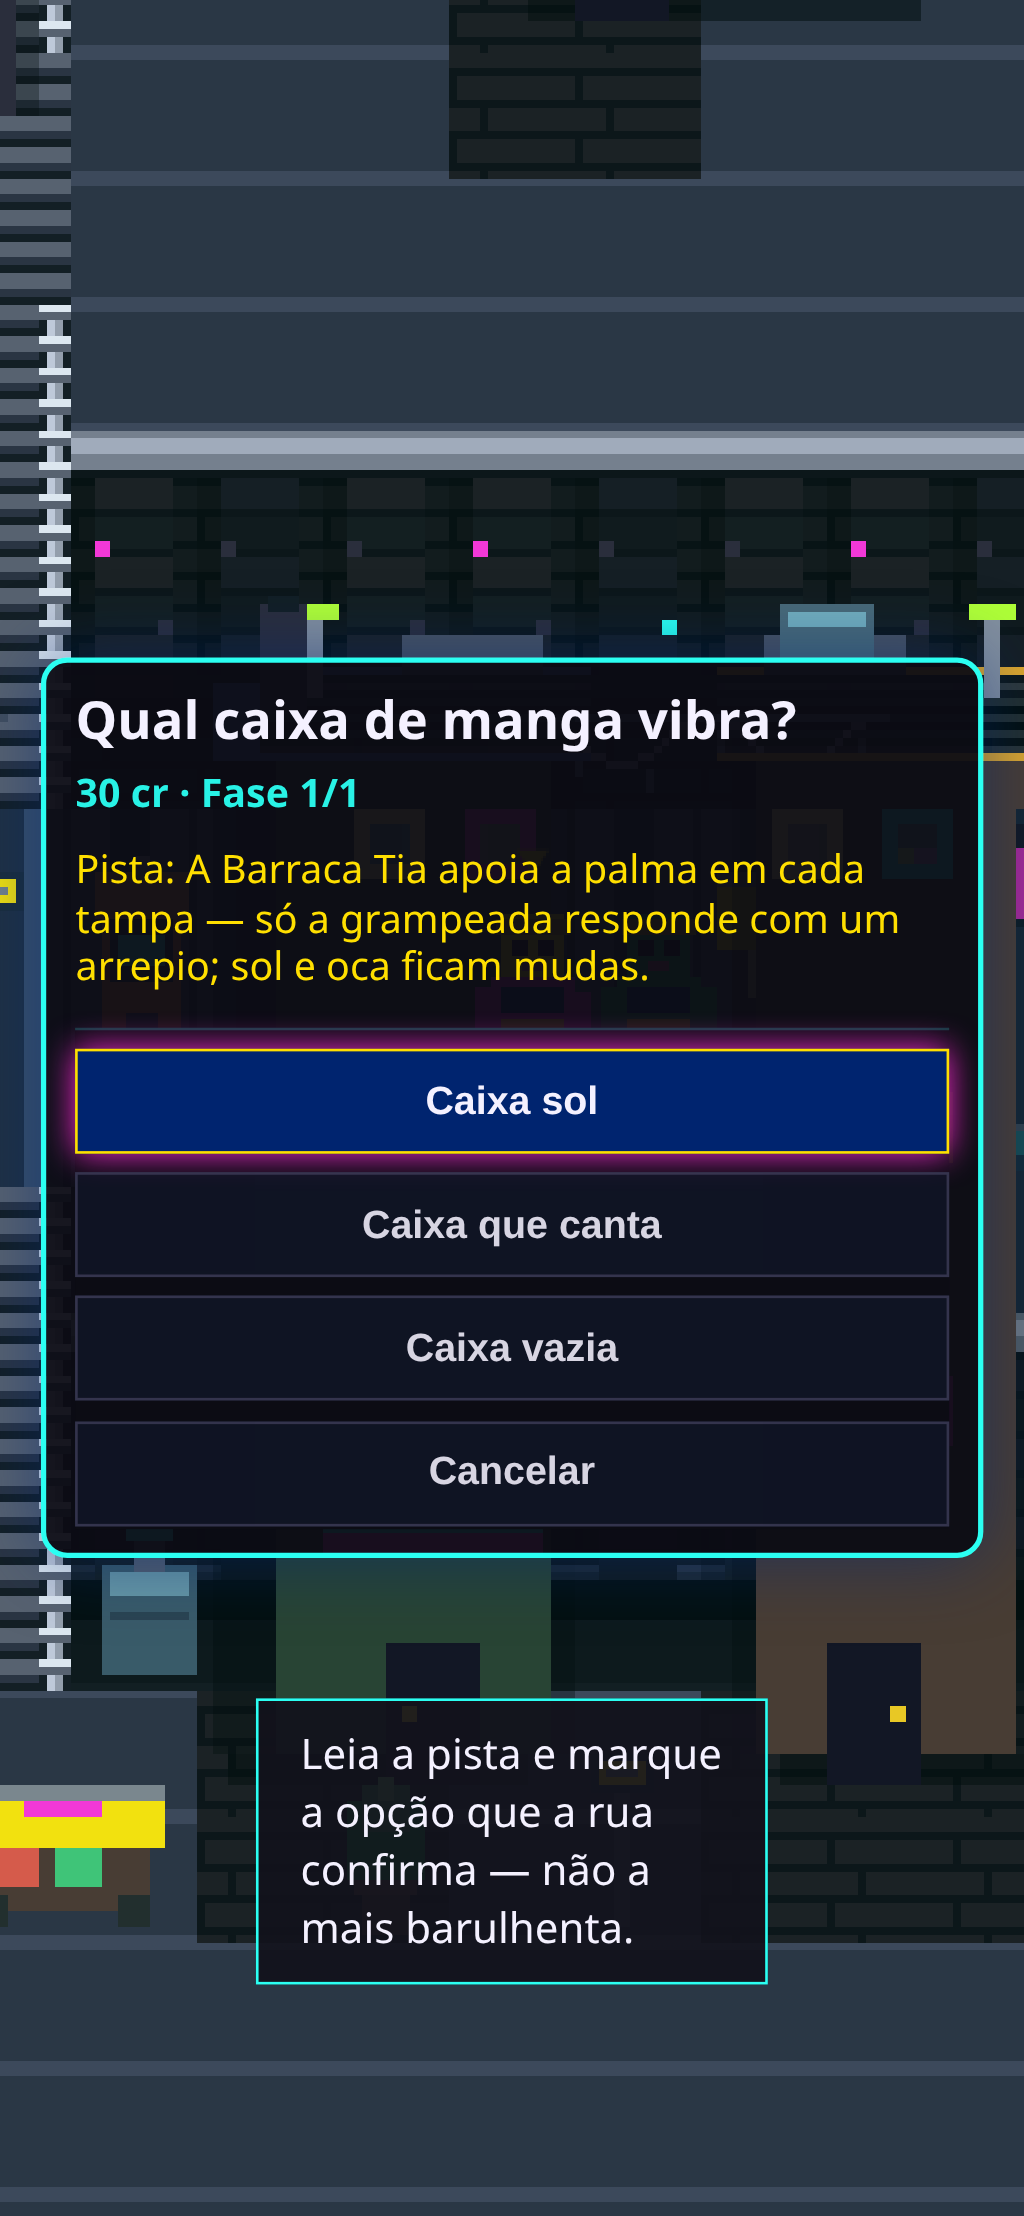 Qual caixa de manga vibra?
30 cr · Fase 1/1
Pista: A Barraca Tia apoia a palma em cada
tampa — só a grampeada responde com um
arrepio; sol e oca ficam mudas.
Caixa sol
Caixa que canta
Caixa vazia
Cancelar
Leia a pista e marque
a opção que a rua
confirma — não a
mais barulhenta.